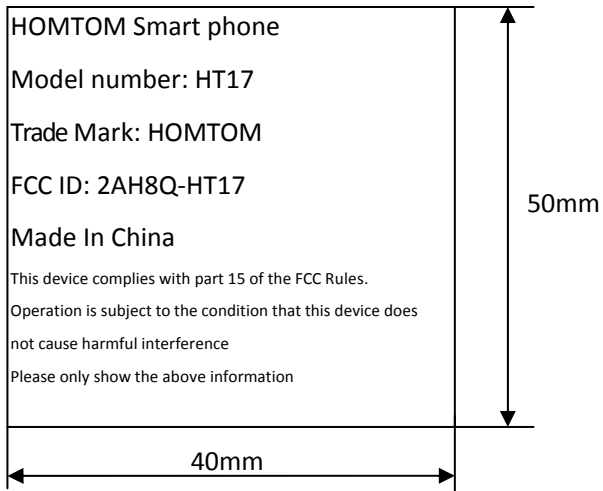 HOMTOM Smart phone
Model number: HT17
Trade Mark: HOMTOM
FCC ID: 2AH8Q-HT17
Made In China
This device complies with part 15 of the FCC Rules.
Operation is subject to the condition that this device does
not cause harmful interference
Please only show the above information
50mm
40mm